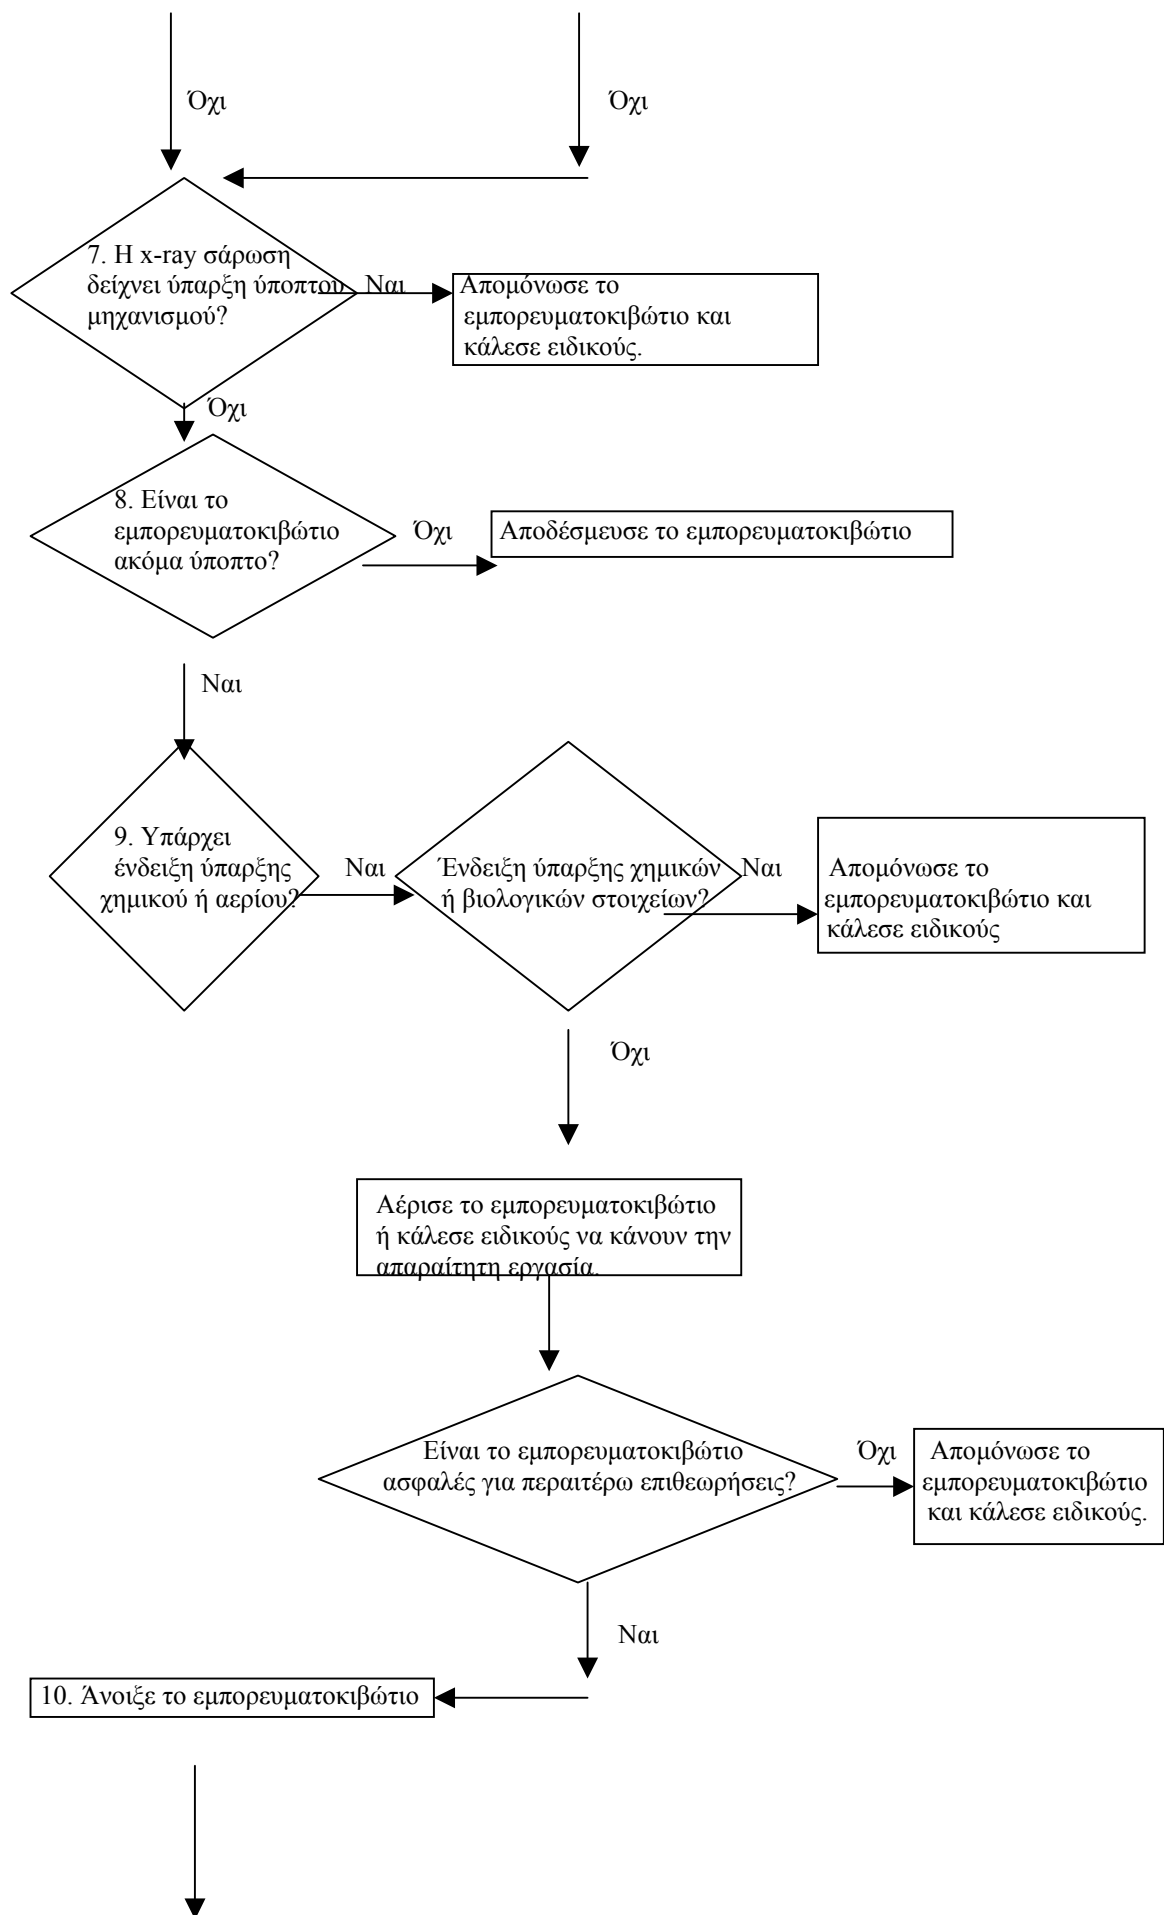 Όχι
Όχι
7. Η x-ray σάρωση
δείχνει ύπαρξη ύποπτου
μηχανισμού?
Ναι
Απομόνωσε το
εμπορευματοκιβώτιο και
κάλεσε ειδικούς.
Όχι
8. Είναι το
εμπορευματοκιβώτιο
ακόμα ύποπτο?
Όχι
Αποδέσμευσε το εμπορευματοκιβώτιο
Ναι
9. Υπάρχει
ένδειξη ύπαρξης
χημικού ή αερίου?
Ναι
Ένδειξη ύπαρξης χημικών
ή βιολογικών στοιχείων?
Ναι
Απομόνωσε το
εμπορευματοκιβώτιο και
κάλεσε ειδικούς
Όχι
Αέρισε το εμπορευματοκιβώτιο
ή κάλεσε ειδικούς να κάνουν την
απαραίτητη εργασία.
Είναι το εμπορευματοκιβώτιο
ασφαλές για περαιτέρω επιθεωρήσεις?
Όχι
Απομόνωσε το
εμπορευματοκιβώτιο
και κάλεσε ειδικούς.
Ναι
10. Άνοιξε το εμπορευματοκιβώτιο